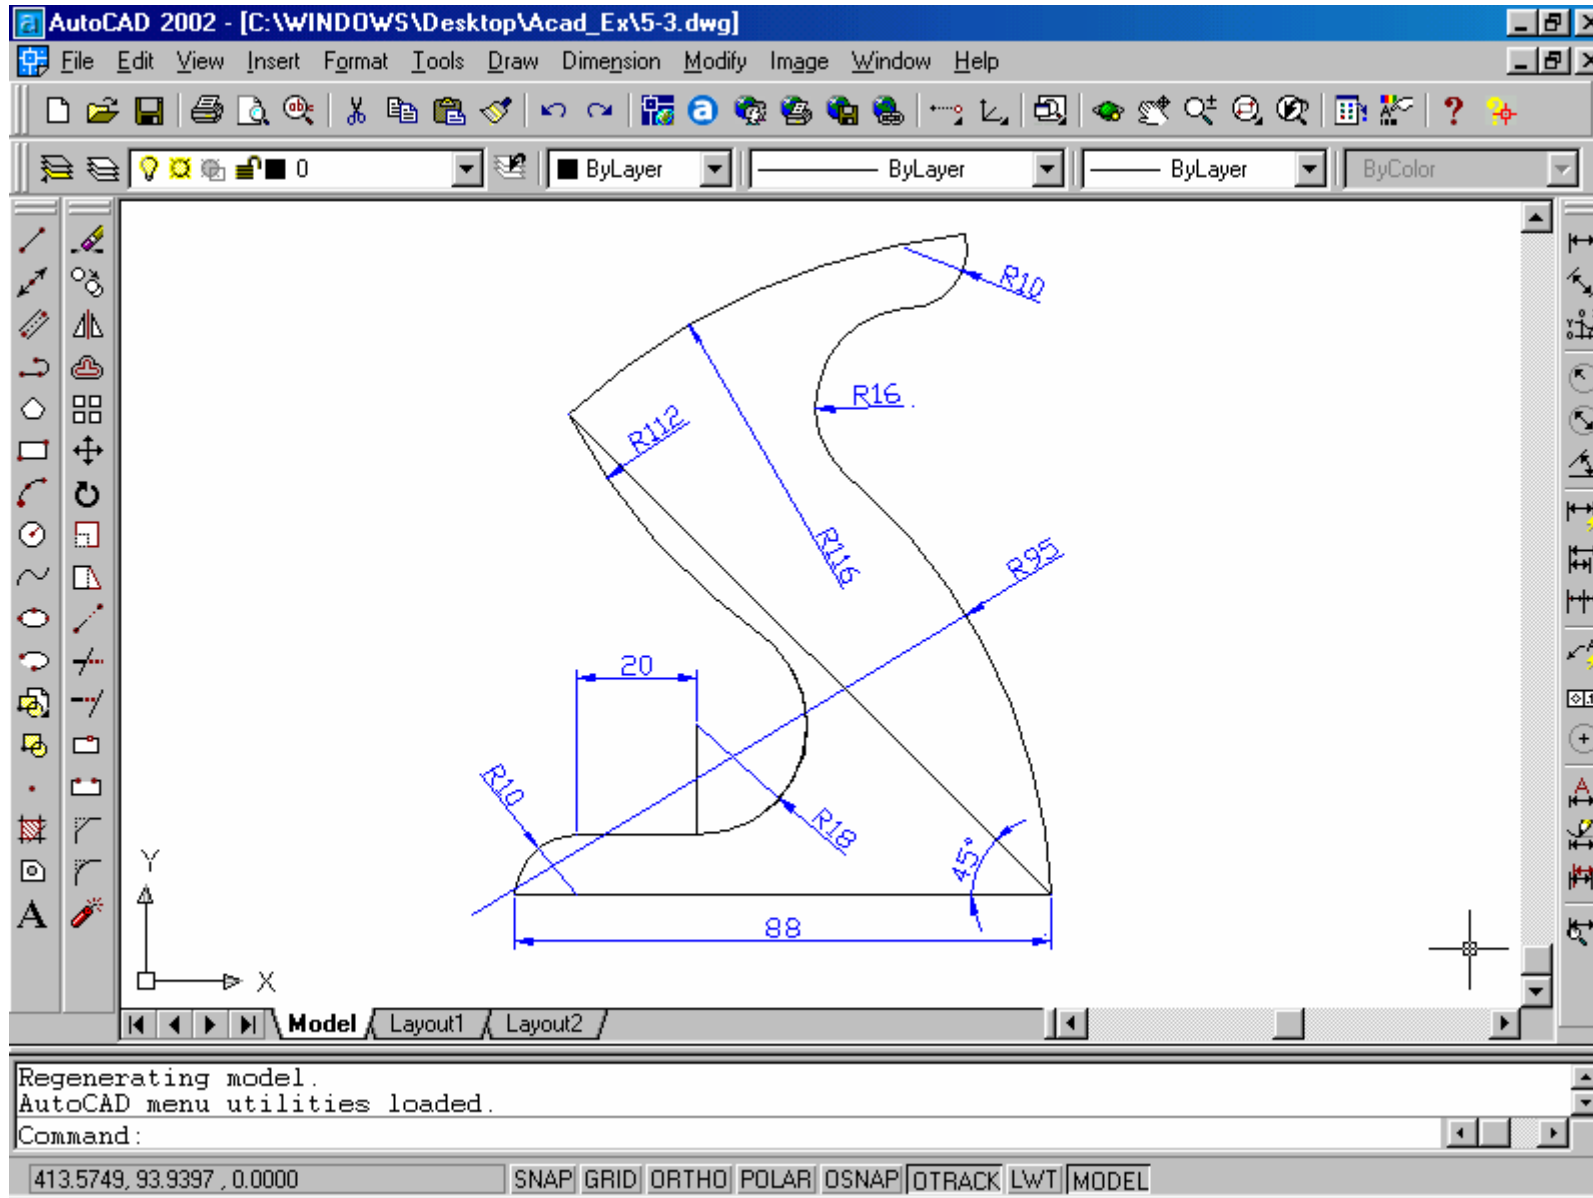 AutoCAD 2002 - [C:\WINDOWS\Desktop\Acad_Ex\5-3.dwg]
File Edit View Insert Format Tools Draw Dimension Modify Image Window Help
0 ByLayer ByLayer ByLayer ByColor
R10
R16
R112
R116
R95
20
R10
R18
45°
88
Y
X
A
Model Layout1 Layout2
Regenerating model.
AutoCAD menu utilities loaded.
Command:
413.5749, 93.9397 , 0.0000 SNAP GRID ORTHO POLAR OSNAP OTRACK LWT MODEL